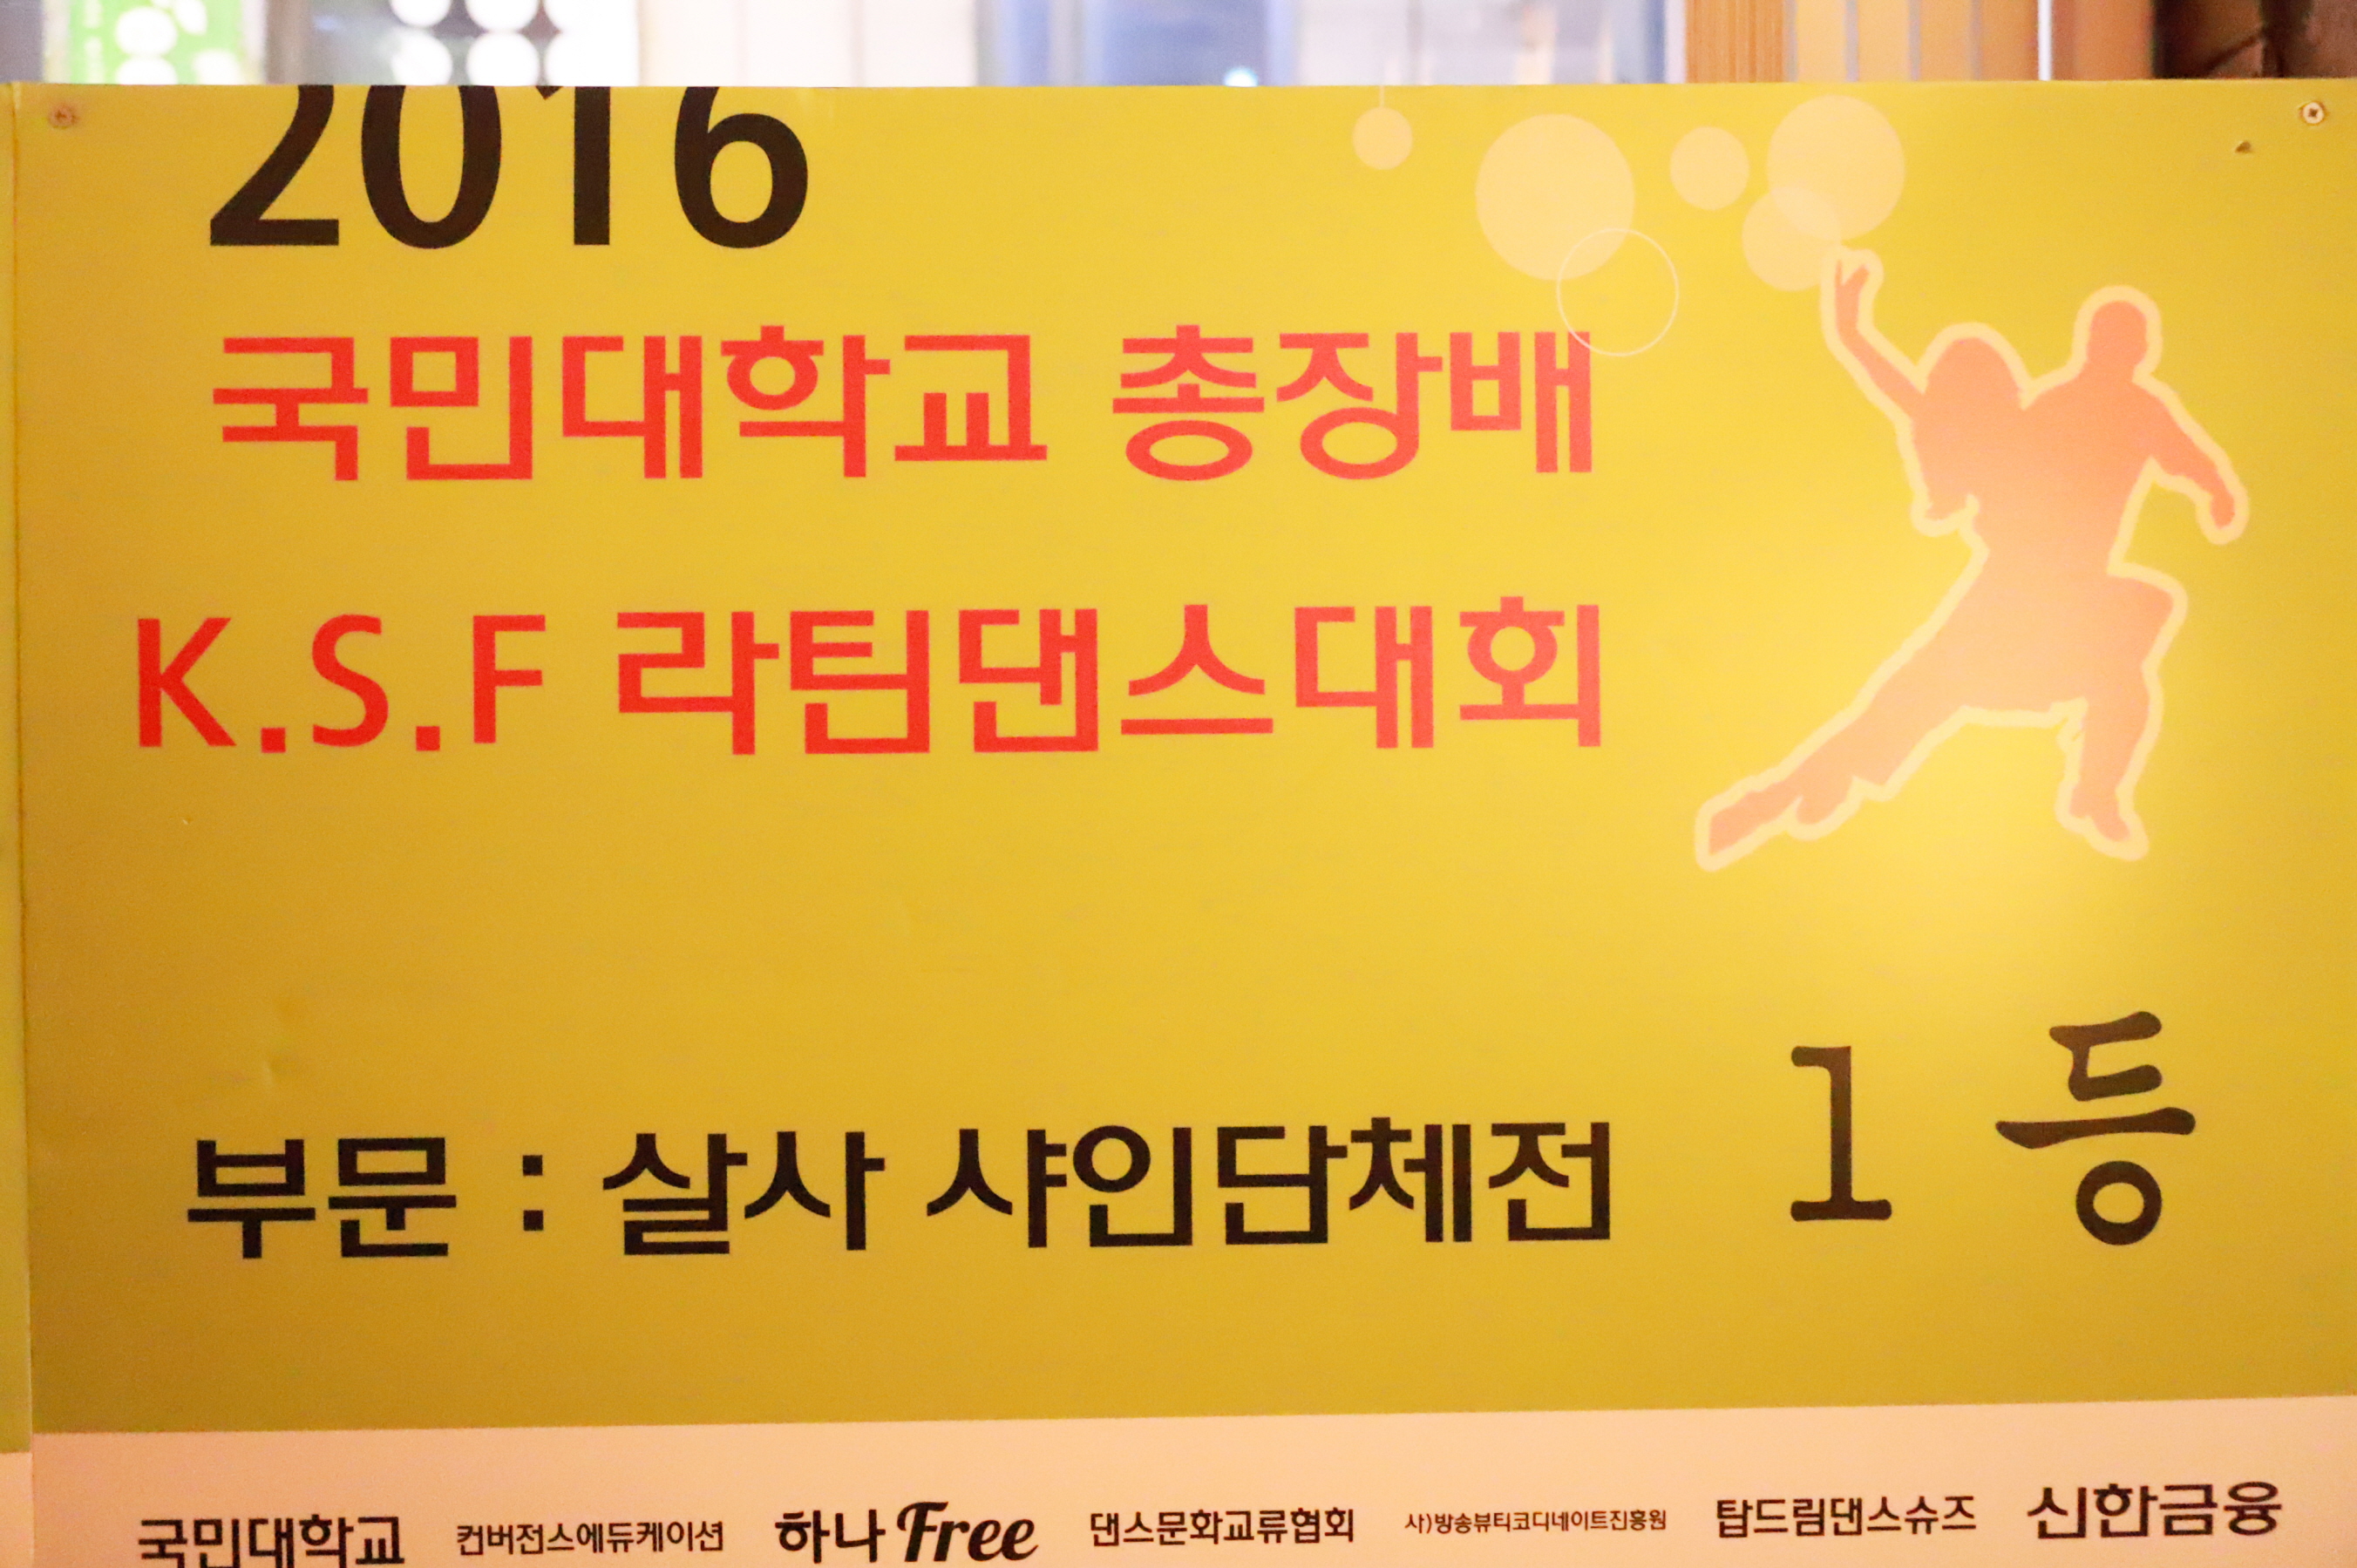 2016
국민대학교 총장배
K.S.F 라틴댄스대회
부문 : 살사 샤인단체전 1 등
국민대학교 컨버전스에듀케이션 하나 Free 댄스문화교류협회 사)방송뷰티코디네이트진흥원 탑드림댄스슈즈 신한금융